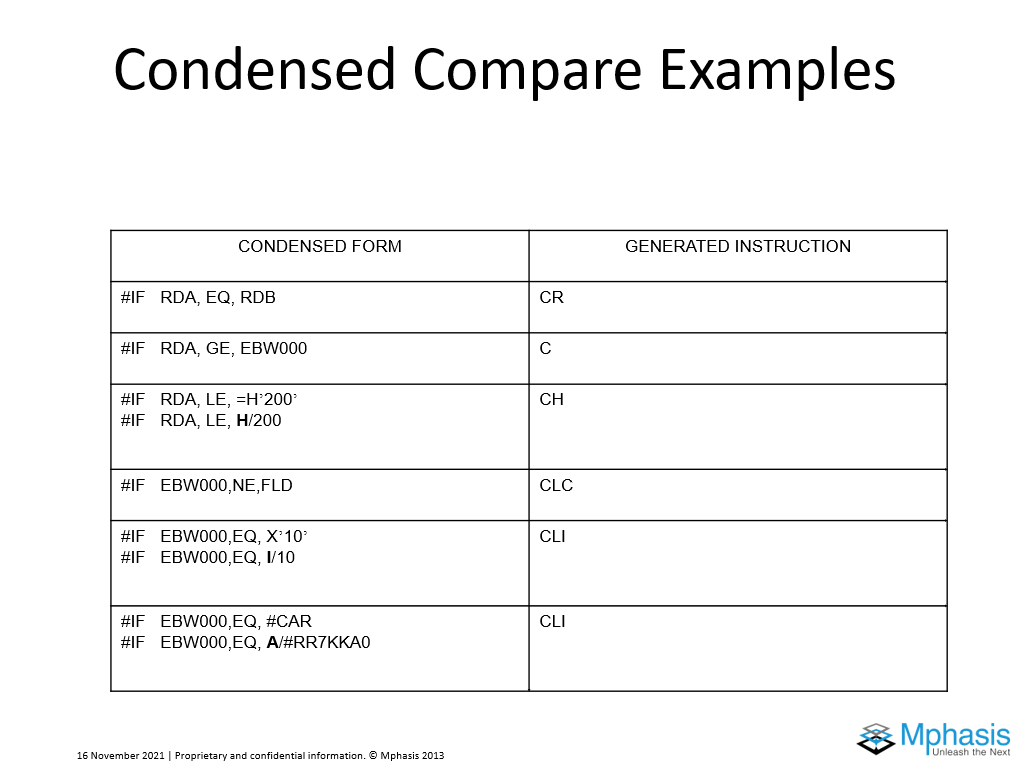 Condensed Compare Examples
CONDENSED FORM
GENERATED INSTRUCTION
#IF RDA, EQ, RDB
CR
#IF RDA, GE, EBW000
C
#IF RDA, LE, =H’200’
#IF RDA, LE, H/200
CH
#IF EBW000,NE,FLD
CLC
#IF EBW000,EQ, X’10’
#IF EBW000,EQ, I/10
CLI
#IF EBW000,EQ, #CAR
#IF EBW000,EQ, A/#RR7KKA0
CLI
16 November 2021 | Proprietary and confidential information. © Mphasis 2013
Mphasis
Unleash the Next